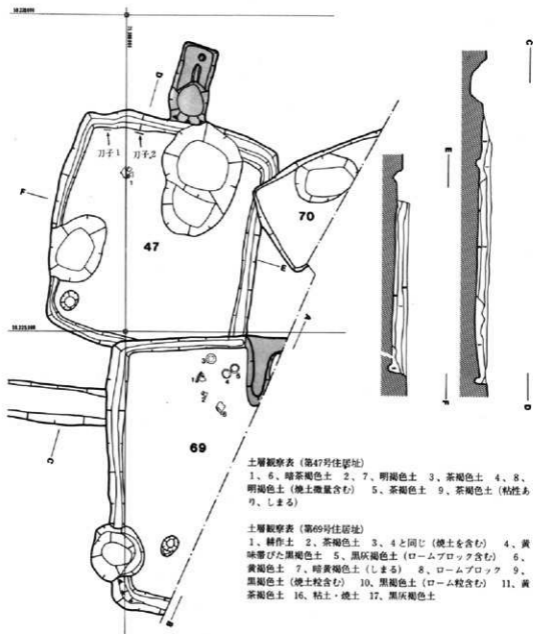 D
刀子1
刀子2
F
1
47
70
E
A
3
1
4
5
2
6
69
C
B
C
E
F
D
土層観察表(第47号住居址)
1、6、暗茶褐色土 2、7、明褐色土 3、茶褐色土 4、8、
明褐色土(焼土微量含む) 5、茶褐色土 9、茶褐色土(粘性あ
り、しまる)
土層観察表(第69号住居址)
1、耕作土 2、茶褐色土 3、4と同じ(焼土を含む) 4、黄
味帯びた黒褐色土 5、黒灰褐色土(ロームブロック含む) 6、
黄褐色土 7、暗黄褐色土(しまる) 8、ロームブロック 9、
黒褐色土(焼土粒含む) 10、黒褐色土(ローム粒含む) 11、黄
茶褐色土 16、粘土・焼土 17、黒灰褐色土